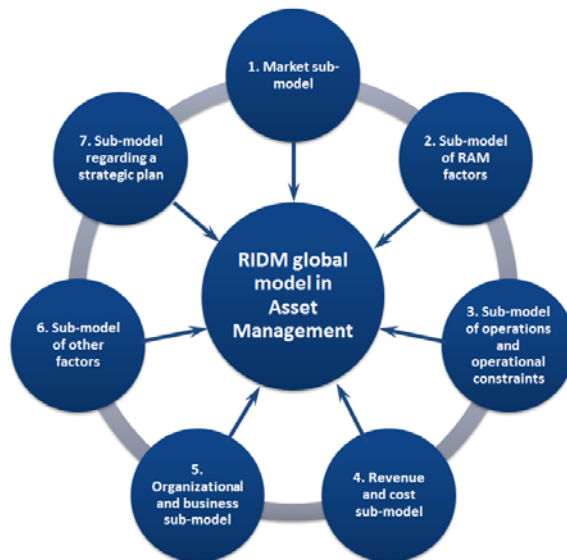 1. Market sub-
model
2. Sub-model
of RAM
factors
3. Sub-model
of operations
and
operational
constraints
4. Revenue
and cost
sub-model
5.
Organizational
and business
sub-model
6. Sub-model
of other
factors
7. Sub-model
regarding a
strategic plan
RIDM global
model in
Asset
Management